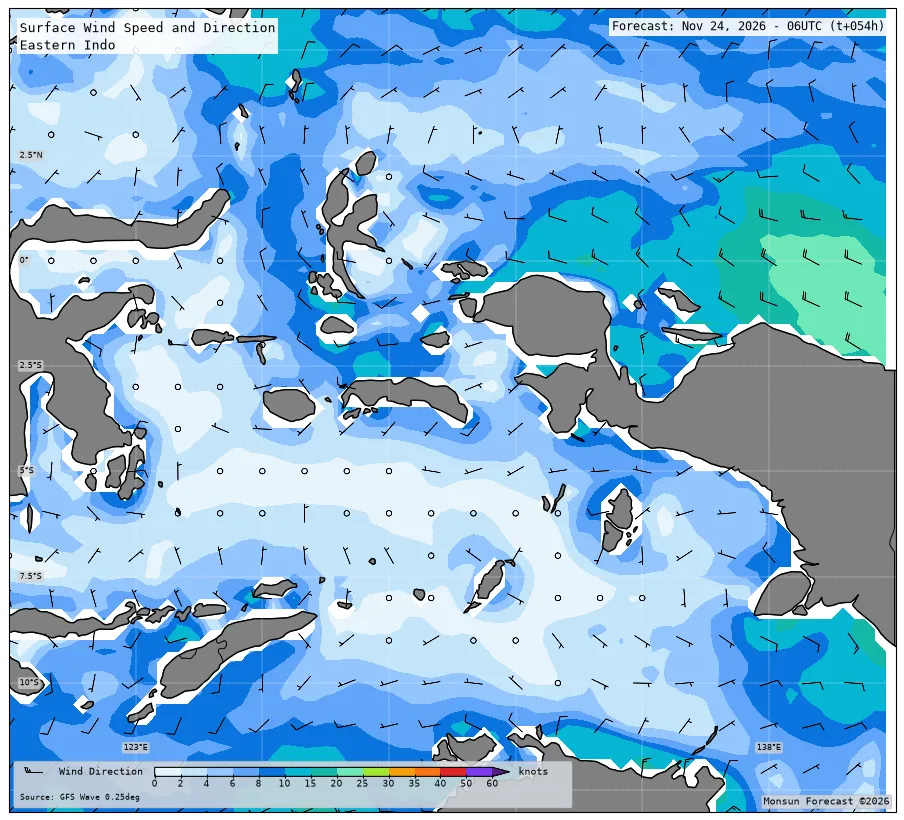 Surface Wind Speed and Direction
Eastern Indo
Forecast: Nov 24, 2026 - 06UTC (t+054h)
2.5°N
0°
2.5°S
5°S
7.5°S
10°S
123°E
138°E
Wind Direction
knots
0 2 4 6 8 10 15 20 25 30 40 50 60
Source: GFS Wave 0.25deg
Monsun Forecast ©2026